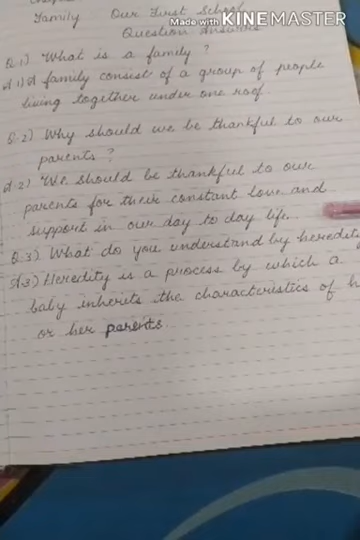 Family Our First School
Made with KINEMASTER
Question Answers
Q.1) What is a family ?
A.1) A family consist of a group of people
living together under one roof.
Q.2) Why should we be thankful to our
parents ?
A.2) We should be thankful to our
parents for their constant love and
support in our day to day life.
Q.3) What do you understand by heredity
A.3) Heredity is a process by which a
baby inherits the characteristics of
or her parents.